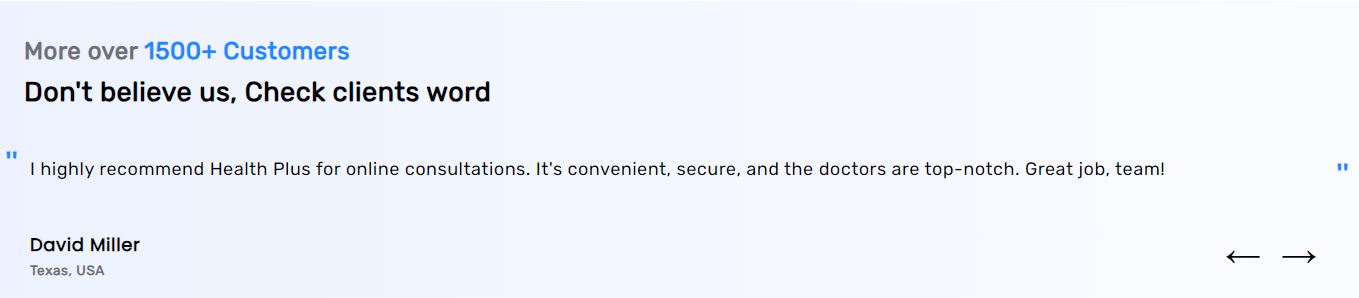 More over 1500+ Customers
Don't believe us, Check clients word
" I highly recommend Health Plus for online consultations. It's convenient, secure, and the doctors are top-notch. Great job, team! "
David Miller
Texas, USA